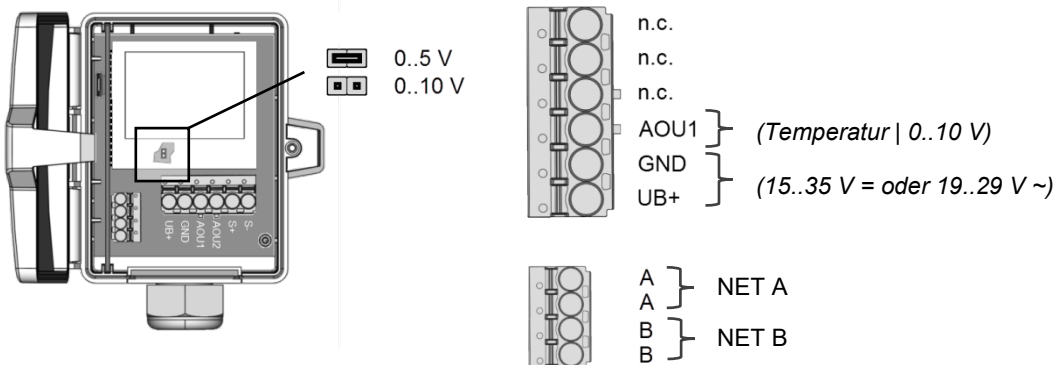 0..5 V
0..10 V
UB+
GND
AOU1
AOU2
S+
S-
n.c.
n.c.
n.c.
AOU1
(Temperatur | 0..10 V)
GND
UB+
(15..35 V = oder 19..29 V ~)
A
A
NET A
B
B
NET B